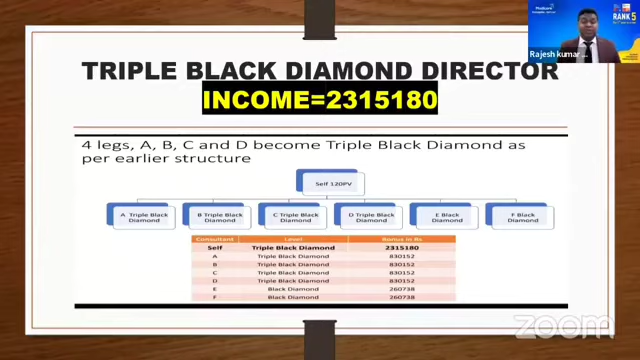 TRIPLE BLACK DIAMOND DIRECTOR
INCOME=2315180
4 legs, A, B, C and D become Triple Black Diamond as
per earlier structure
Self 120PV
A Triple Black Diamond
B Triple Black Diamond
C Triple Black Diamond
D Triple Black Diamond
E Black Diamond
F Black Diamond
Consultant Level Bonus in Rs
Self Triple Black Diamond 2315180
A Triple Black Diamond 830152
B Triple Black Diamond 830152
C Triple Black Diamond 830152
D Triple Black Diamond 830152
E Black Diamond 260738
F Black Diamond 260738
RANK 5
Rajesh kumar ...
zoom